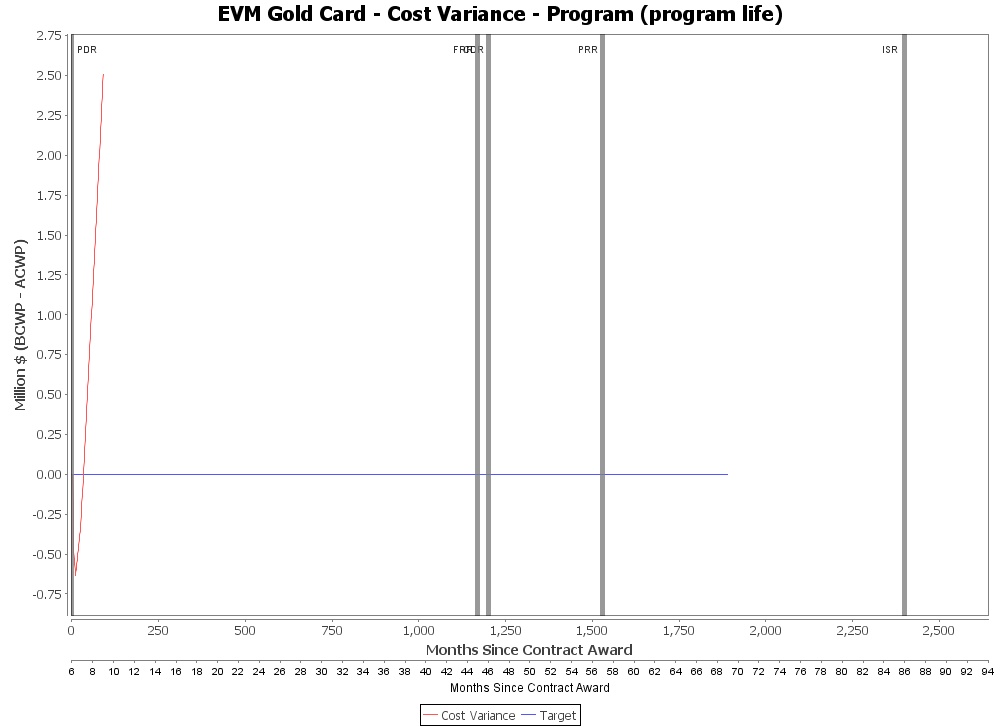 EVM Gold Card - Cost Variance - Program (program life)
2.75
2.50
2.25
2.00
1.75
1.50
1.25
1.00
0.75
0.50
0.25
0.00
-0.25
-0.50
-0.75
Million $ (BCWP - ACWP)
PDR PRR ISR
0 250 500 750 1,000 1,250 1,500 1,750 2,000 2,250 2,500
Months Since Contract Award
6 8 10 12 14 16 18 20 22 24 26 28 30 32 34 36 38 40 42 44 46 48 50 52 54 56 58 60 62 64 66 68 70 72 74 76 78 80 82 84 86 88 90 92 94
Months Since Contract Award
Cost Variance Target